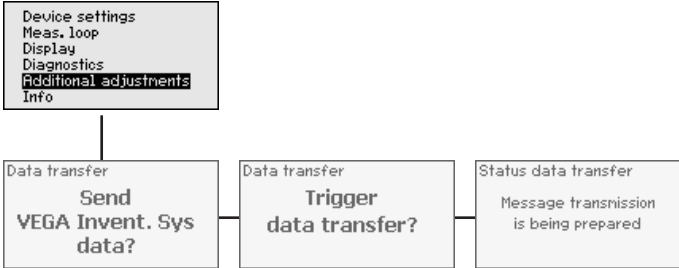 Device settings
Meas. loop
Display
Diagnostics
Additional adjustments
Info
Data transfer
Send
VEGA Invent. Sys
data?
Data transfer
Trigger
data transfer?
Status data transfer
Message transmission
is being prepared